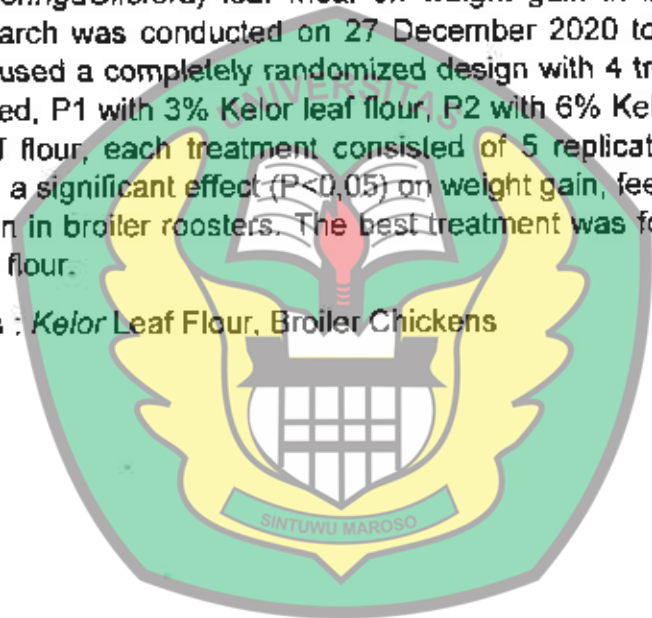 leaf meal on weight gain in
arch was conducted on 27 December 2020 to
used a completely randomized design with 4 tr
ed, P1 with 3% Kelor leaf flour, P2 with 6% Kel
flour, each treatment consisted of 5 replicat
a significant effect (P<0,05) on weight gain, fee
n in broiler roosters. The best treatment was fo
flour.
: Kelor Leaf Flour, Broiler Chickens
UNIVERSITAS
SINTUWU MAROSO